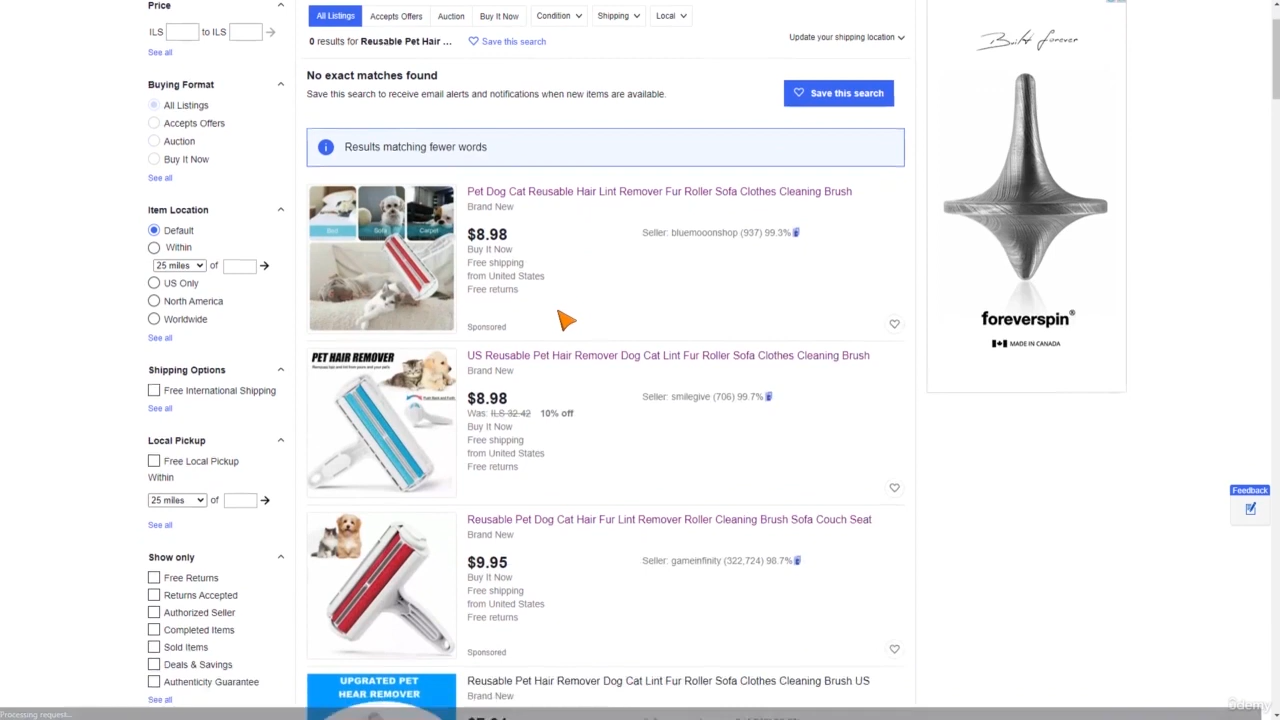 Price
ILS to ILS
See all
Buying Format
All Listings
Accepts Offers
Auction
Buy It Now
See all
Item Location
Default
Within
25 miles of
US Only
North America
Worldwide
See all
Shipping Options
Free International Shipping
See all
Local Pickup
Free Local Pickup
Within
25 miles of
See all
Show only
Free Returns
Returns Accepted
Authorized Seller
Completed Items
Sold Items
Deals & Savings
Authenticity Guarantee
See all
Processing request...
All Listings Accepts Offers Auction Buy It Now Condition Shipping Local
0 results for Reusable Pet Hair ... Save this search
Update your shipping location
No exact matches found
Save this search to receive email alerts and notifications when new items are available.
Save this search
Results matching fewer words
Bed Sofa Carpet
Pet Dog Cat Reusable Hair Lint Remover Fur Roller Sofa Clothes Cleaning Brush
Brand New
$8.98
Seller: bluemooonshop (937) 99.3%
Buy It Now
Free shipping
from United States
Free returns
Sponsored
PET HAIR REMOVER
US Reusable Pet Hair Remover Dog Cat Lint Fur Roller Sofa Clothes Cleaning Brush
Brand New
$8.98
Seller: smilegive (706) 99.7%
Was: ILS 32.42 10% off
Buy It Now
Free shipping
from United States
Free returns
Reusable Pet Dog Cat Hair Fur Lint Remover Roller Cleaning Brush Sofa Couch Seat
Brand New
$9.95
Seller: gameinfinity (322,724) 98.7%
Buy It Now
Free shipping
from United States
Free returns
Sponsored
UPGRATED PET
HEAR REMOVER
Reusable Pet Hair Remover Dog Cat Lint Fur Roller Sofa Clothes Cleaning Brush US
Brand New
Built forever
foreverspin®
MADE IN CANADA
Feedback
ûdemy